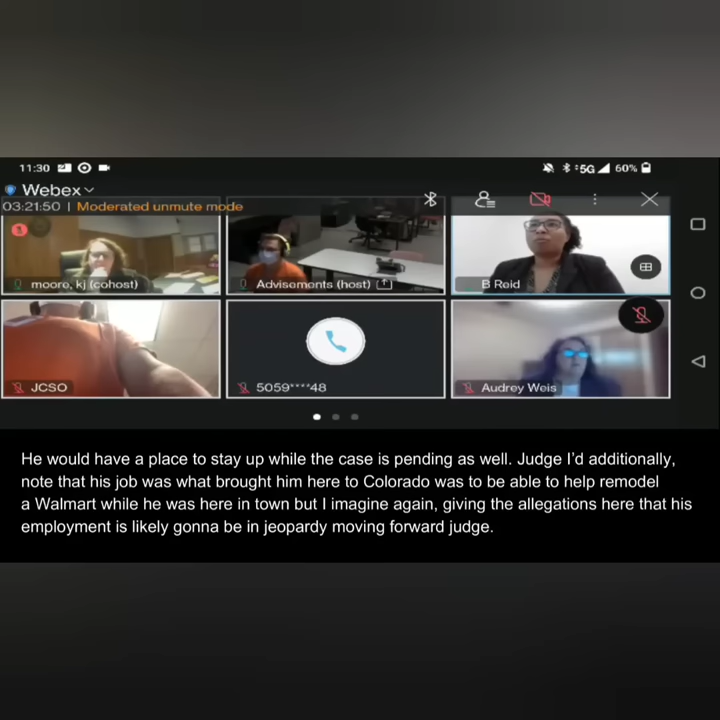 11:30 5G 60%
Webex
03:21:50 | Moderated unmute mode
moore, kj (cohost)
Advisements (host)
B Reid
JCSO
5059****48
Audrey Weis
He would have a place to stay up while the case is pending as well. Judge I'd additionally,
note that his job was what brought him here to Colorado was to be able to help remodel
a Walmart while he was here in town but I imagine again, giving the allegations here that his
employment is likely gonna be in jeopardy moving forward judge.